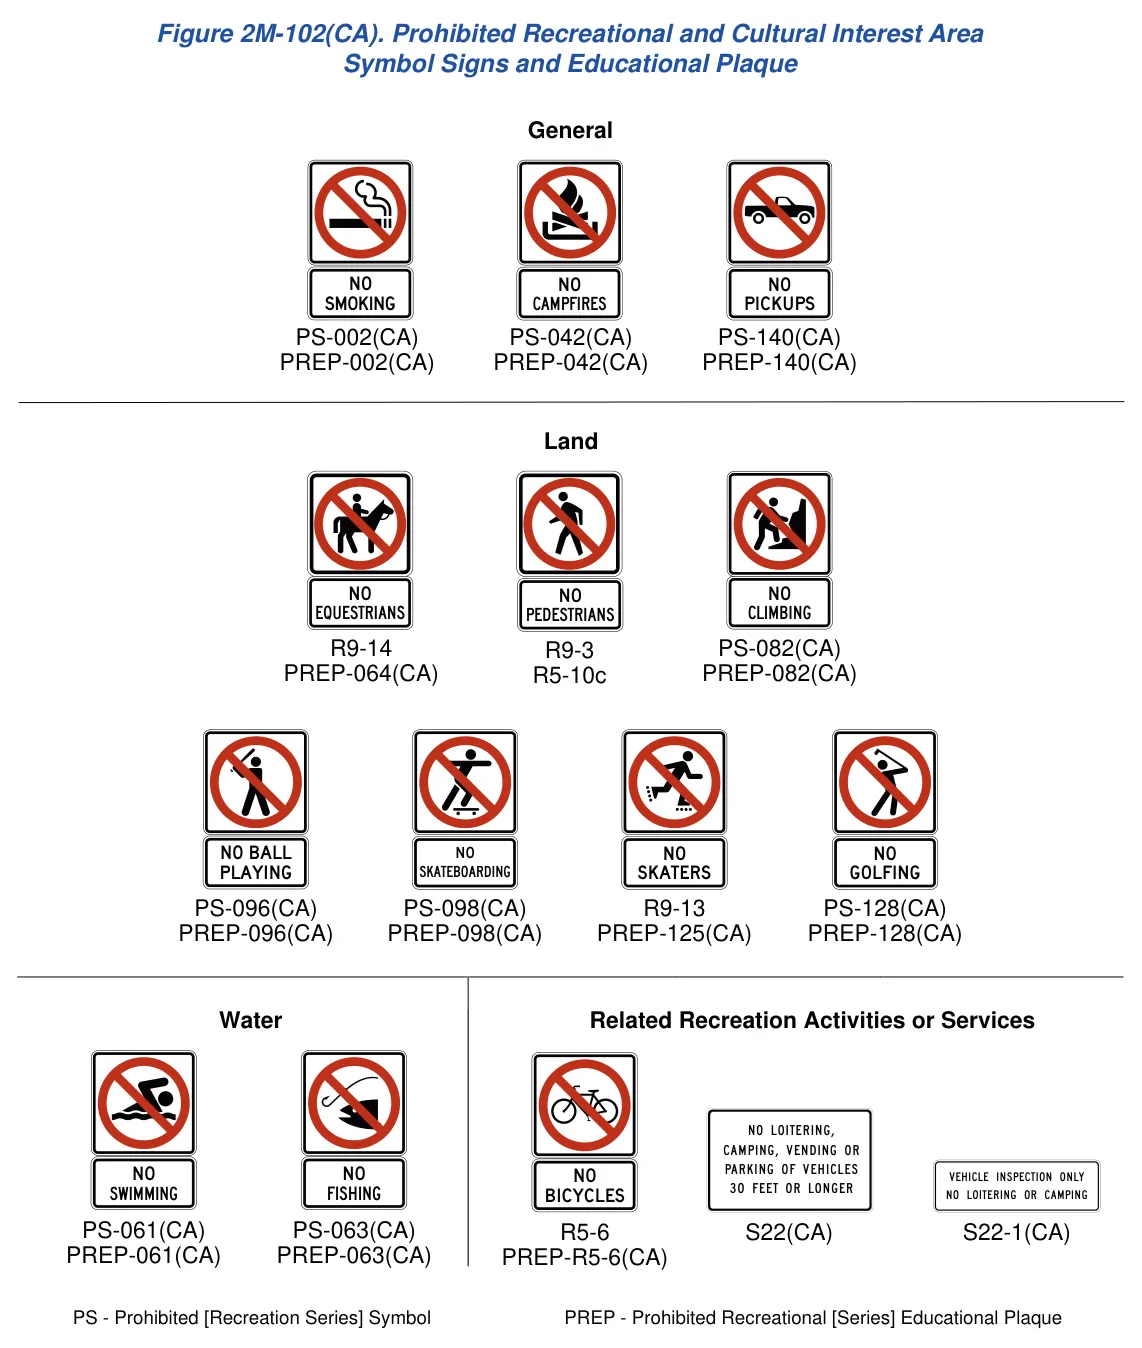 Figure 2M-102(CA). Prohibited Recreational and Cultural Interest Area
Symbol Signs and Educational Plaque
General
NO
SMOKING
PS-002(CA)
PREP-002(CA)
NO
CAMPFIRES
PS-042(CA)
PREP-042(CA)
NO
PICKUPS
PS-140(CA)
PREP-140(CA)
Land
NO
EQUESTRIANS
R9-14
PREP-064(CA)
NO
PEDESTRIANS
R9-3
R5-10c
NO
CLIMBING
PS-082(CA)
PREP-082(CA)
NO BALL
PLAYING
PS-096(CA)
PREP-096(CA)
NO
SKATEBOARDING
PS-098(CA)
PREP-098(CA)
NO
SKATERS
R9-13
PREP-125(CA)
NO
GOLFING
PS-128(CA)
PREP-128(CA)
Water
NO
SWIMMING
PS-061(CA)
PREP-061(CA)
NO
FISHING
PS-063(CA)
PREP-063(CA)
Related Recreation Activities or Services
NO
BICYCLES
R5-6
PREP-R5-6(CA)
NO LOITERING,
CAMPING, VENDING OR
PARKING OF VEHICLES
30 FEET OR LONGER
S22(CA)
VEHICLE INSPECTION ONLY
NO LOITERING OR CAMPING
S22-1(CA)
PS - Prohibited [Recreation Series] Symbol
PREP - Prohibited Recreational [Series] Educational Plaque